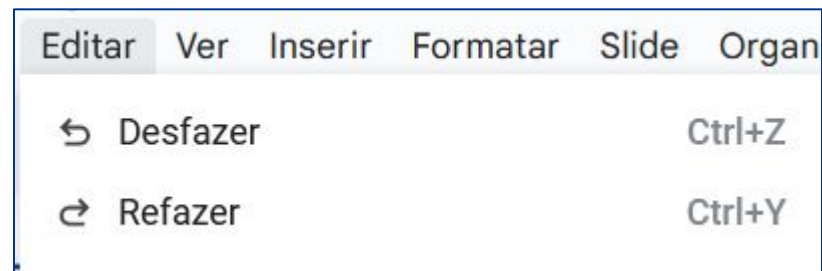 Editar Ver Inserir Formatar Slide Organ
Desfazer Ctrl+Z
Refazer Ctrl+Y